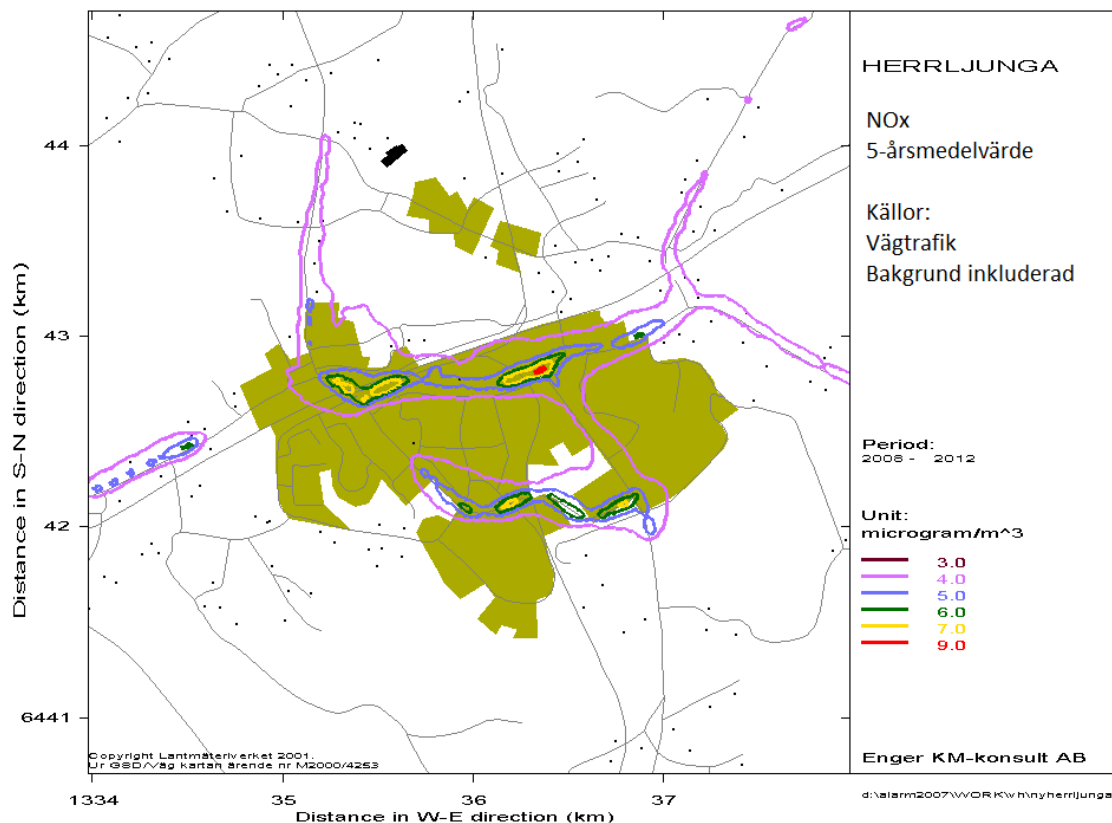 HERRLJUNGA
NOx
5-årsmedelvärde
Källor:
Vägtrafik
Bakgrund inkluderad
Period:
2008 - 2012
Unit:
microgram/m^3
3.0
4.0
5.0
6.0
7.0
9.0
Enger KM-konsult AB
d:\alarm2007\WORK\wh\nyherrljunga
Distance in S-N direction (km)
44
43
42
6441
Copyright Lantmäteriverket 2001.
Ur GSD/Väg kartan ärende nr M2000/4253
1334
35
36
37
Distance in W-E direction (km)